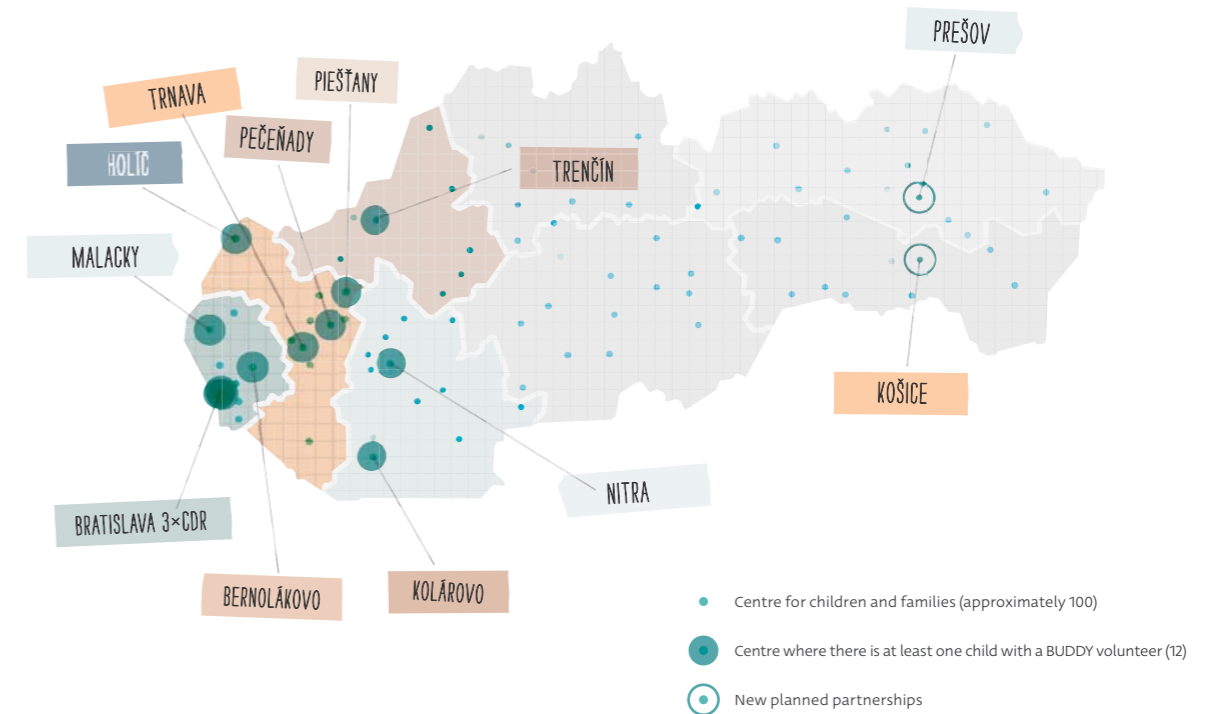 PREŠOV
PIEŠŤANY
TRNAVA
PEČEŇADY
HOLÍČ
TRENČÍN
MALACKY
KOŠICE
NITRA
BRATISLAVA 3×CDR
BERNOLÁKOVO
KOLÁROVO
Centre for children and families (approximately 100)
Centre where there is at least one child with a BUDDY volunteer (12)
New planned partnerships